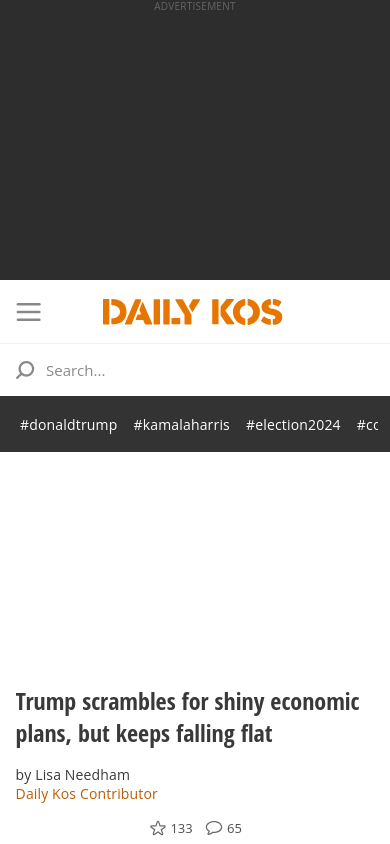 ADVERTISEMENT
DAILY KOS
Search...
#donaldtrump #kamalaharris #election2024
Trump scrambles for shiny economic
plans, but keeps falling flat
by Lisa Needham
Daily Kos Contributor
133 65